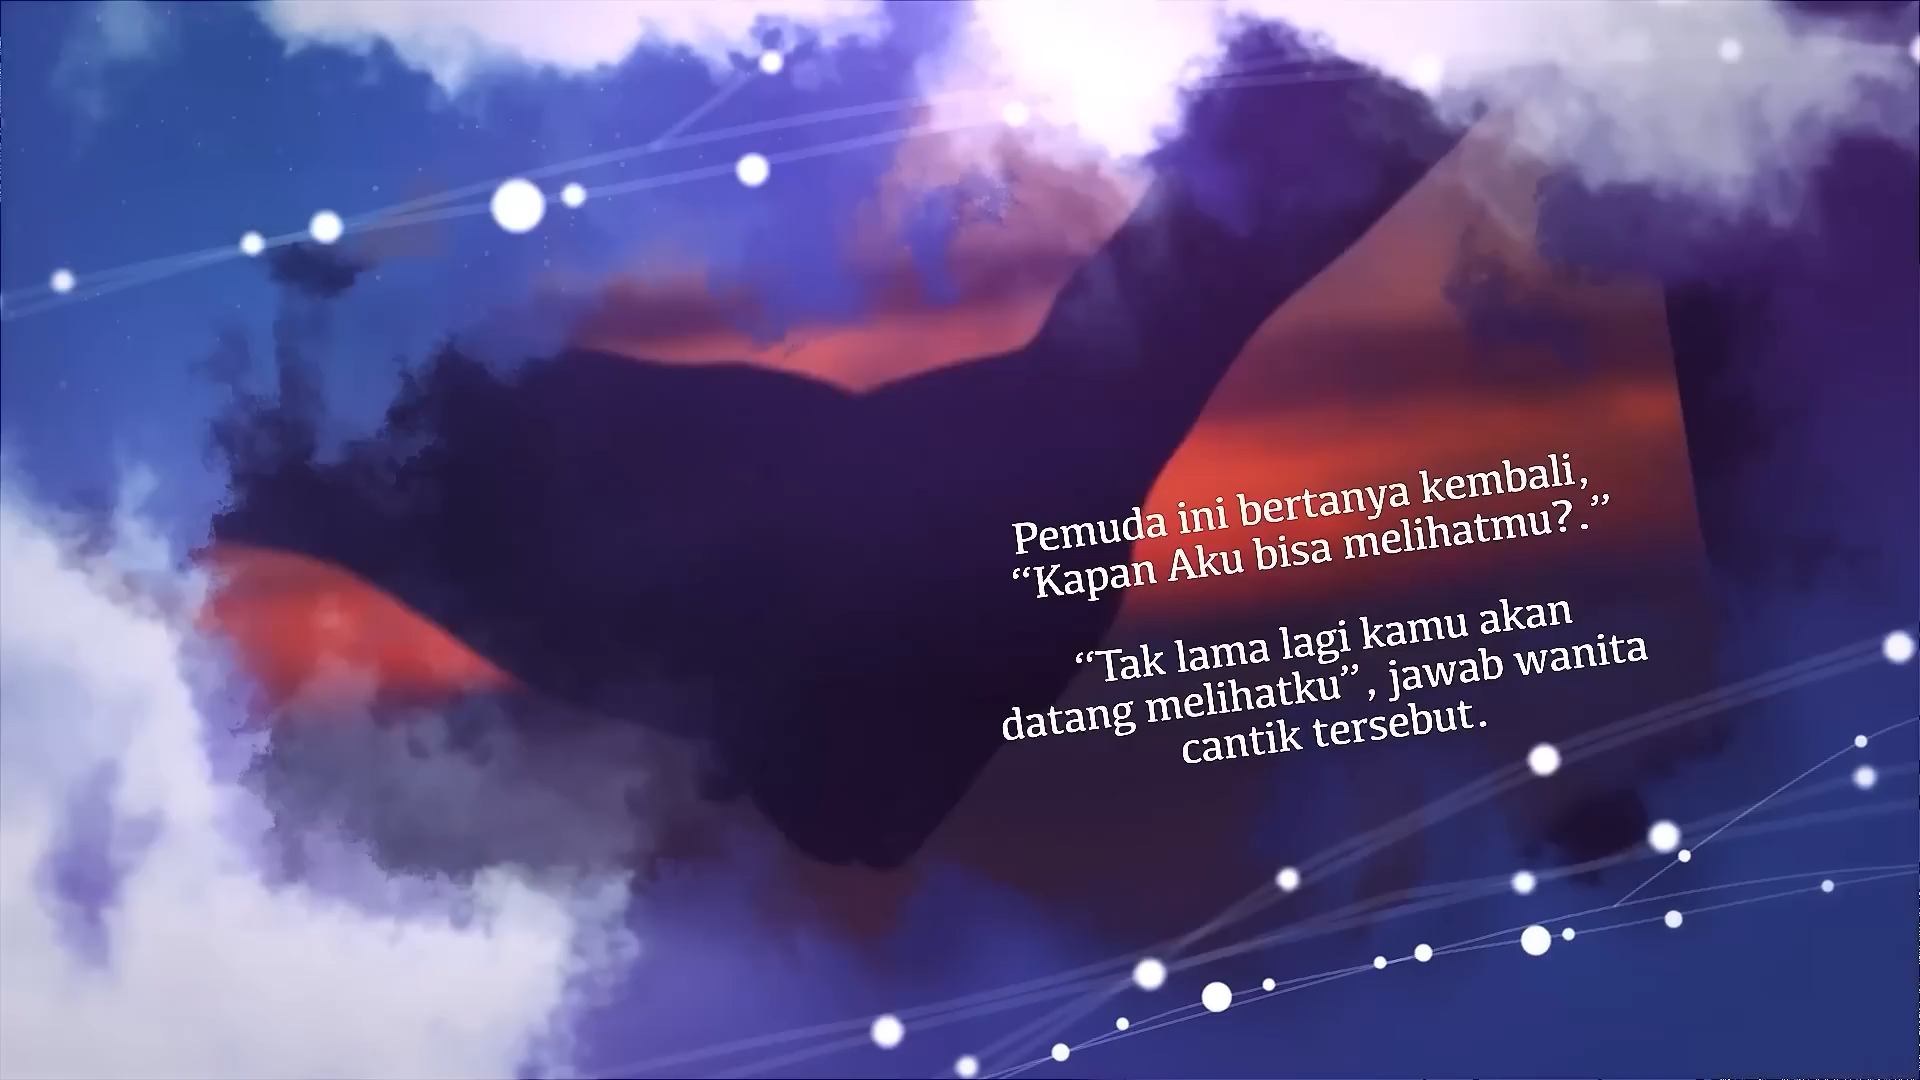 Pemuda ini bertanya kembali,
“Kapan Aku bisa melihatmu?.”
“Tak lama lagi kamu akan
datang melihatku”, jawab wanita
cantik tersebut.